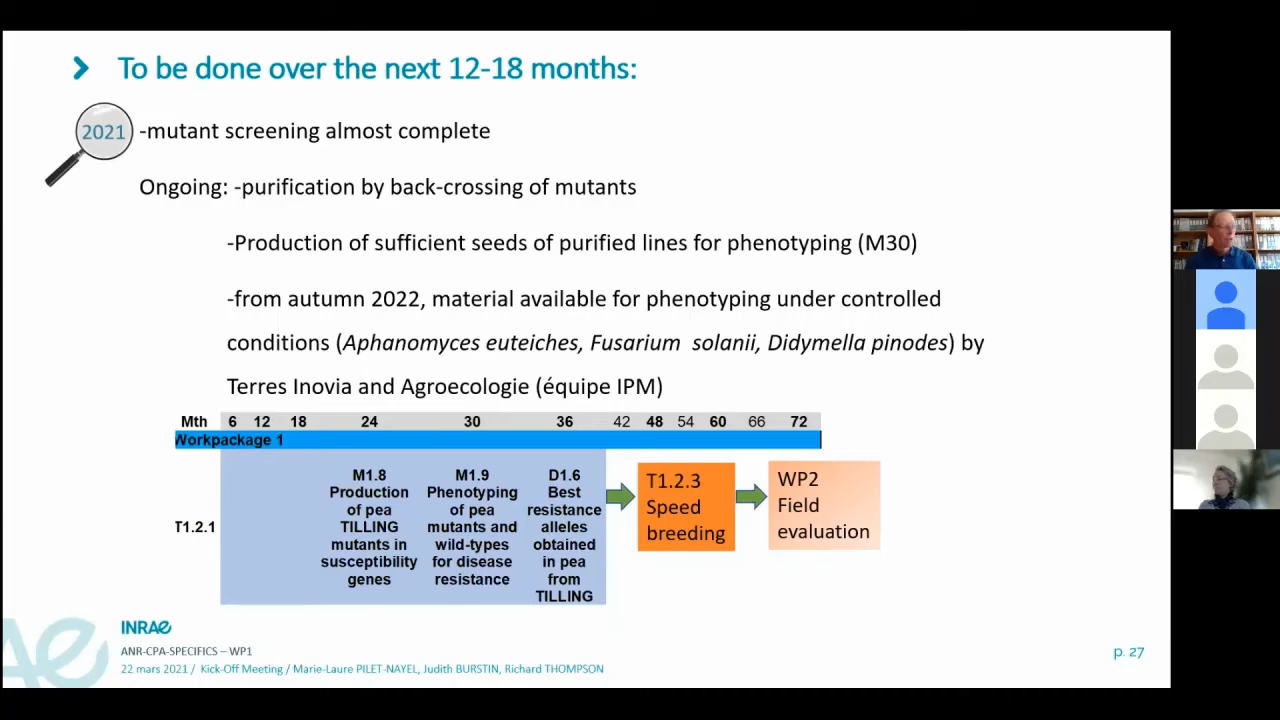 To be done over the next 12-18 months:
2021
-mutant screening almost complete
Ongoing: -purification by back-crossing of mutants
-Production of sufficient seeds of purified lines for phenotyping (M30)
-from autumn 2022, material available for phenotyping under controlled
conditions (Aphanomyces euteiches, Fusarium solanii, Didymella pinodes) by
Terres Inovia and Agroecologie (équipe IPM)
Mth 6 12 18 24 30 36 42 48 54 60 66 72
Workpackage 1
T1.2.1
M1.8
Production
of pea
TILLING
mutants in
susceptibility
genes
M1.9
Phenotyping
of pea
mutants and
wild-types
for disease
resistance
D1.6
Best
resistance
alleles
obtained
in pea
from
TILLING
T1.2.3
Speed
breeding
WP2
Field
evaluation
INRAE
ANR-CPA-SPECIFICS – WP1
22 mars 2021 / Kick-Off Meeting / Marie-Laure PILET-NAYEL, Judith BURSTIN, Richard THOMPSON
p. 27